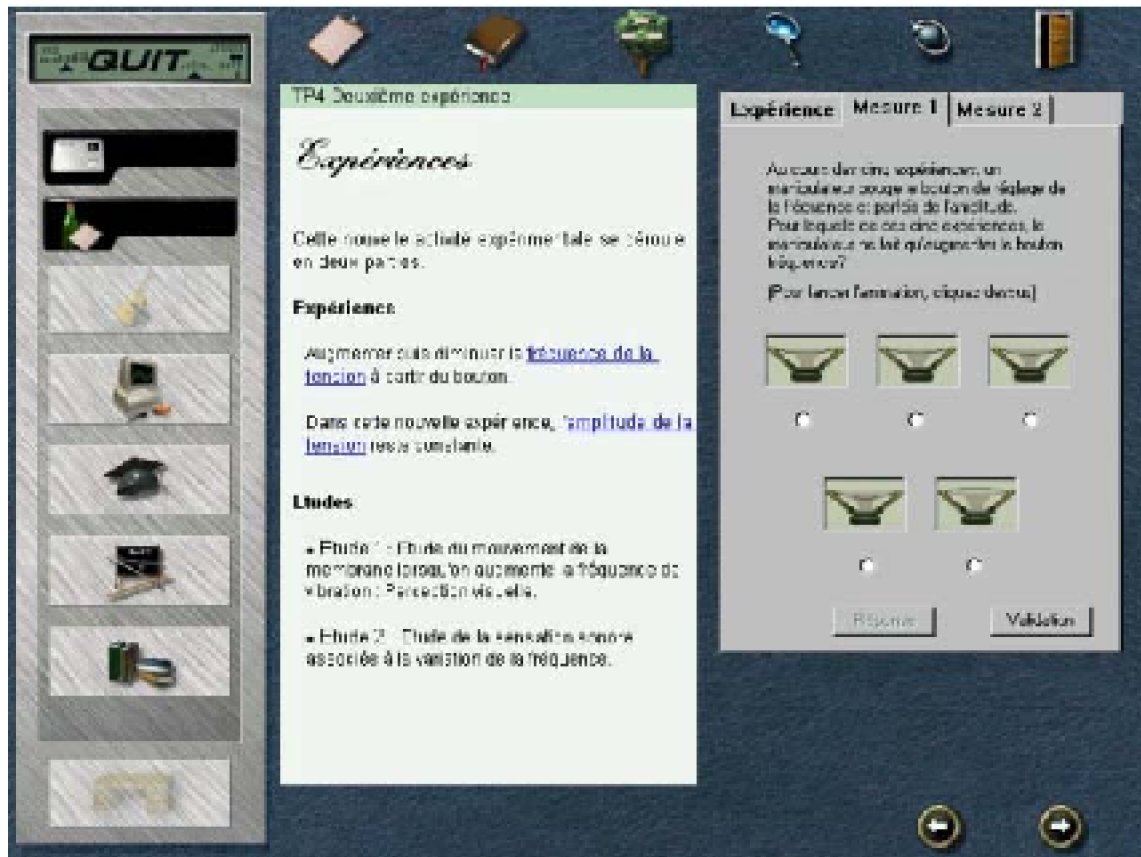 QUIT
TP4 Deuxième expérience
Expériences
Cette nouvelle activité expérimentale se déroule
en deux parties.
Expérience
Augmenter puis diminuer la fréquence de la
tension à partir du bouton.
Dans cette nouvelle expérience, l'amplitude de la
tension reste constante.
Etudes
• Etude 1 : Etude du mouvement de la
membrane lorsqu'on augmente la fréquence de
vibration : Perception visuelle.
• Etude 2 : Etude de la sensation sonore
associée à la variation de la fréquence.
Expérience Mesure 1 Mesure 2
Au cours des cinq expériences, un
manipulateur bouge le bouton de réglage de
la fréquence et parfois de l'amplitude.
Pour laquelle de ces cinq expériences, le
manipulateur ne fait qu'augmenter le bouton
fréquence?
[Pour lancer l'animation, cliquez dessus]
Réponse Validation